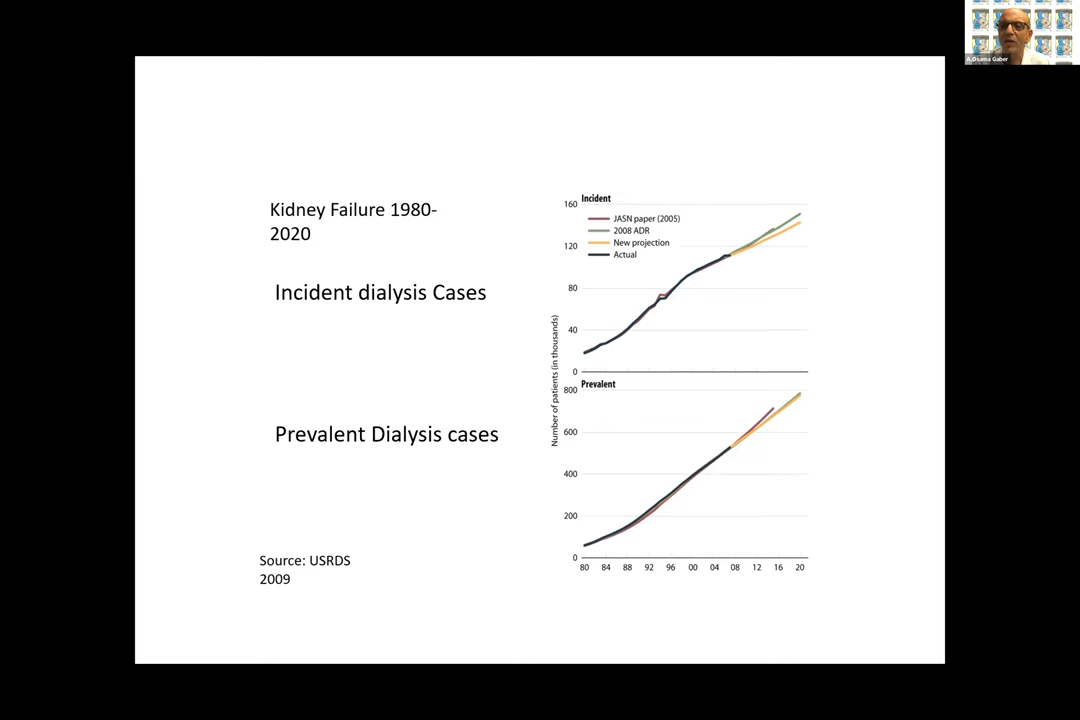 A.Osama Gaber
Kidney Failure 1980-
2020
Incident dialysis Cases
Prevalent Dialysis cases
Source: USRDS
2009
Incident
160
120
80
40
0
JASN paper (2005)
2008 ADR
New projection
Actual
Number of patients (in thousands)
Prevalent
800
600
400
200
0
80 84 88 92 96 00 04 08 12 16 20